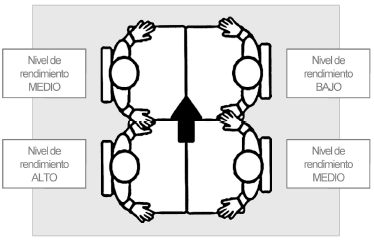 Nivel de
rendimiento
MEDIO
Nivel de
rendimiento
BAJO
Nivel de
rendimiento
ALTO
Nivel de
rendimiento
MEDIO